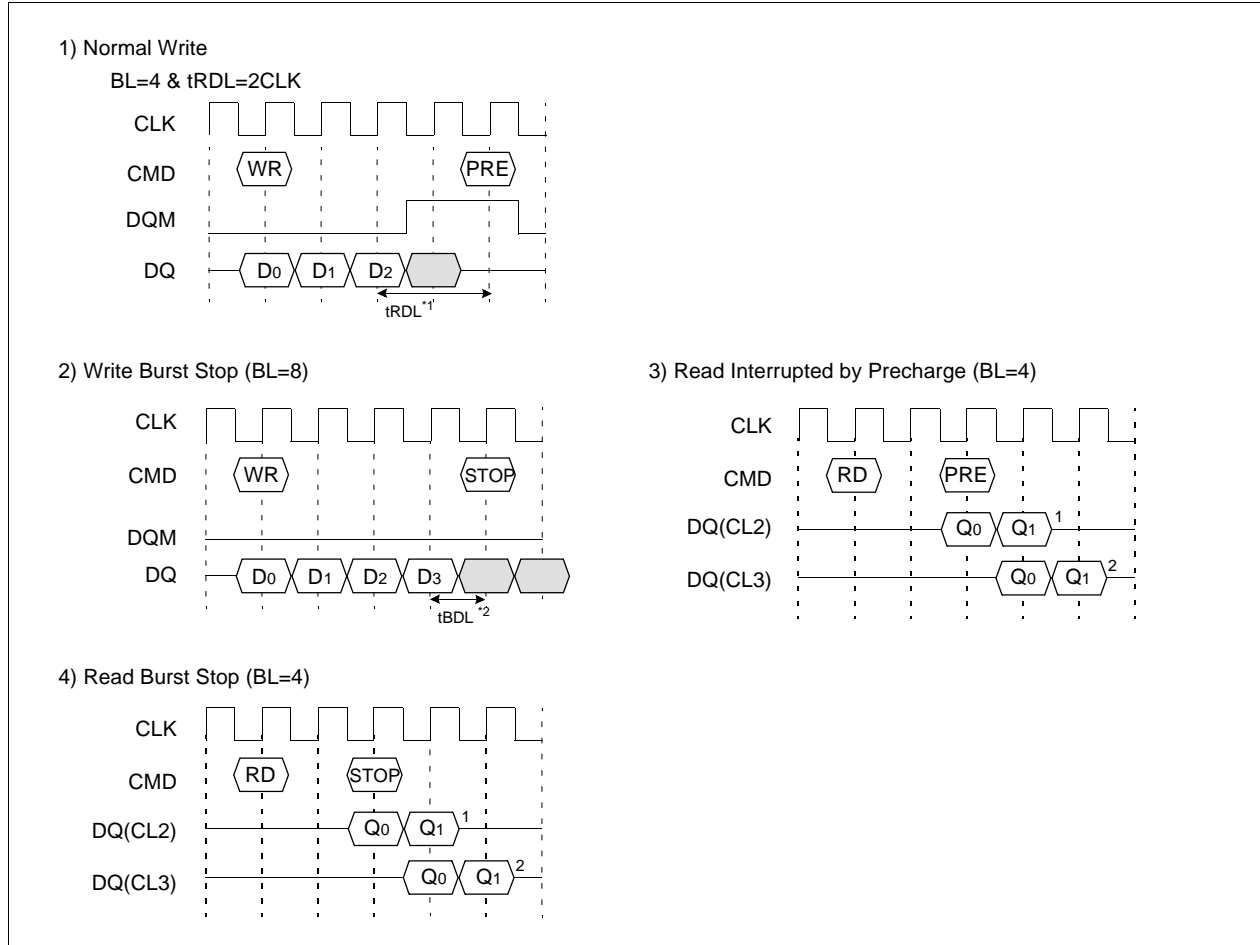 1) Normal Write
BL=4 & tRDL=2CLK
CLK
CMD WR PRE
DQM
DQ D0 D1 D2
tRDL*1
2) Write Burst Stop (BL=8)
CLK
CMD WR STOP
DQM
DQ D0 D1 D2 D3
tBDL*2
3) Read Interrupted by Precharge (BL=4)
CLK
CMD RD PRE
DQ(CL2) Q0 Q1 1
DQ(CL3) Q0 Q1 2
4) Read Burst Stop (BL=4)
CLK
CMD RD STOP
DQ(CL2) Q0 Q1 1
DQ(CL3) Q0 Q1 2